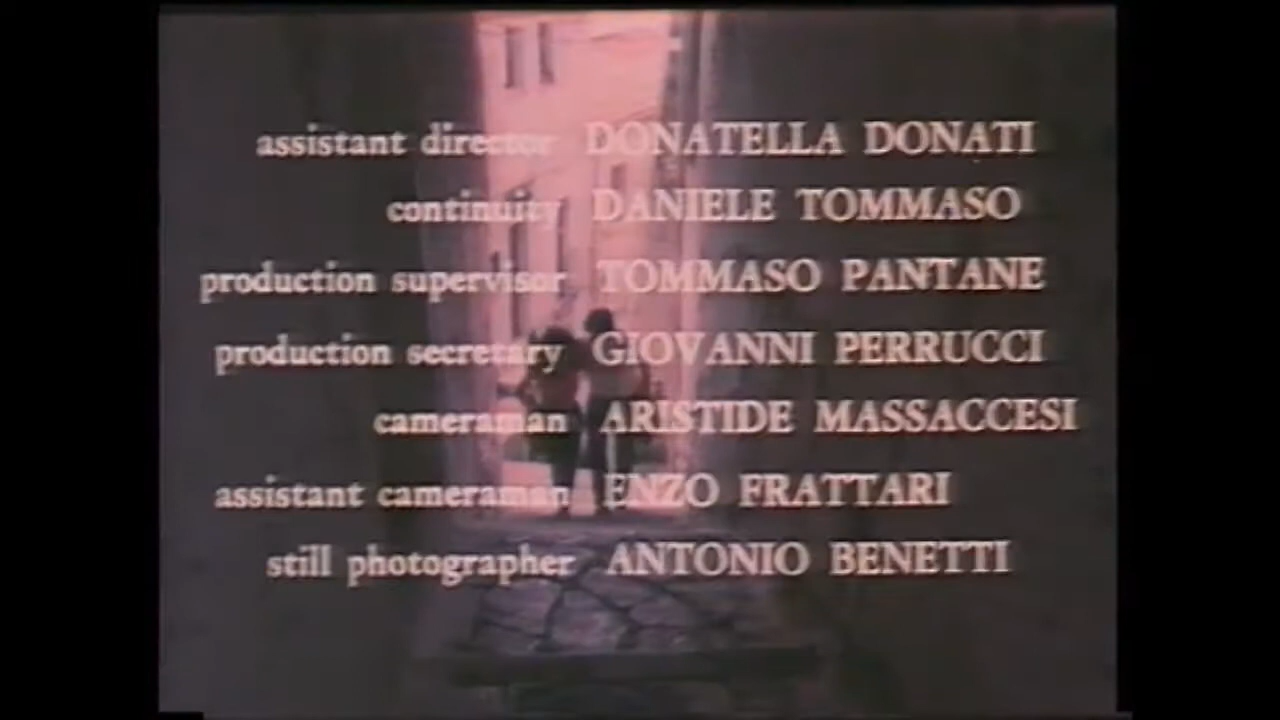 assistant director DONATELLA DONATI
continuity DANIELE TOMMASO
production supervisor TOMMASO PANTANE
production secretary GIOVANNI PERRUCCI
cameraman ARISTIDE MASSACCESI
assistant cameraman ENZO FRATTARI
still photographer ANTONIO BENETTI